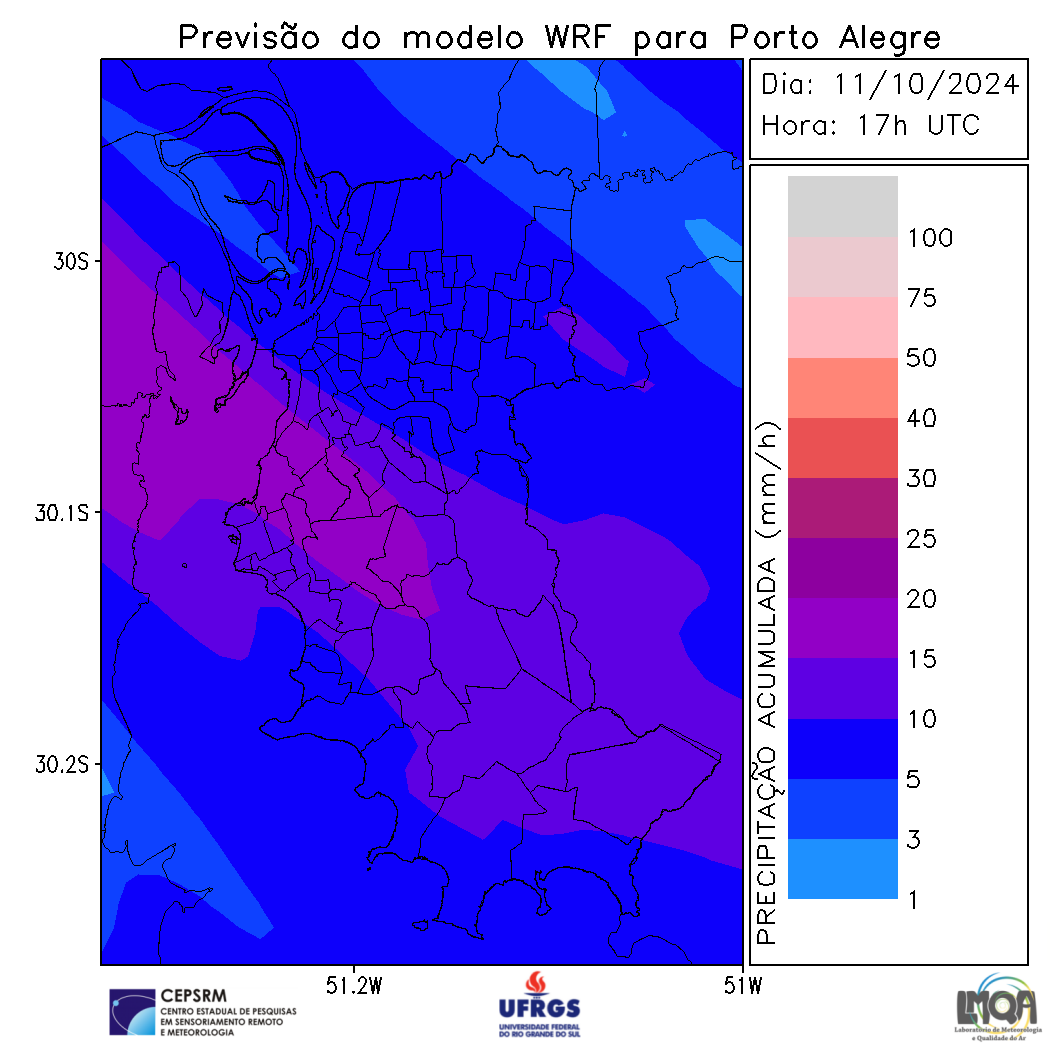 Previsão do modelo WRF para Porto Alegre
Dia: 11/10/2024
Hora: 17h UTC
100
75
50
40
30
25
20
15
10
5
3
1
PRECIPITAÇÃO ACUMULADA (mm/h)
30S
30.1S
30.2S
51.2W
51W
CEPSRM
CENTRO ESTADUAL DE PESQUISAS
EM SENSORIAMENTO REMOTO
E METEOROLOGIA
UFRGS
UNIVERSIDADE FEDERAL
DO RIO GRANDE DO SUL
LMQA
Laboratório de Meteorologia
e Qualidade do Ar